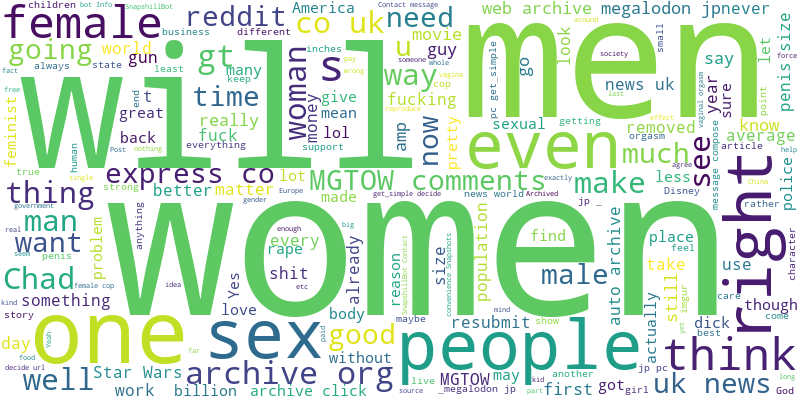 children
bot Info
SnapshillBot
America
Contact message
around
web archive
megalodon jpnever
female
reddit
co uk
need
movie
different
business
men
going
world
gt
u
guy
look
society
small
let
force
will
always
state
gun
many
s
way
go
pc get_simple
say
penis size
least
keep
inches
pay
wrong
someone
whole
vagina
cop
news uk
point
fact
free
end
t
time
woman
give
fucking
reproduce
effect
last
vaginal orgasm
year
sure
feminist
great
really
money
mean
amp
now
sexual
getting
removed
know
back
fuck
lol
pretty
even
orgasm
average
human
Post
everything
nothing
support
much
see
article
police
true
single
express co
lot
MGTOW comments
make
less
agree
message compose
help
thing
strong
better
matter
made
Europe
gender
get_simple decide
news world
exactly
Archived
jp _
Disney
China
rather
right
man
government
anything
every
women
find
place
feel
character
want
real
problem
rape
already
reason
SnapshillBot Contact
size
population
convenience Snapshots
male
auto archive
take
use
seem
penis
Yes
shit
enough
etc
big
still
imgur
care
though
Chad
kind
female cop
idea
love
body
mind
something
story
maybe
resubmit
actually
yet
dick
best
come
one
sex
paid
without
good
people
show
think
day
food
Yeah
far
Star Wars
archive org
live
MGTOW
may
another
jp pc
God
decide url
well
work
billion
archive click
source
_megalodon jp
part
kid
first
got
girl
uk news
long